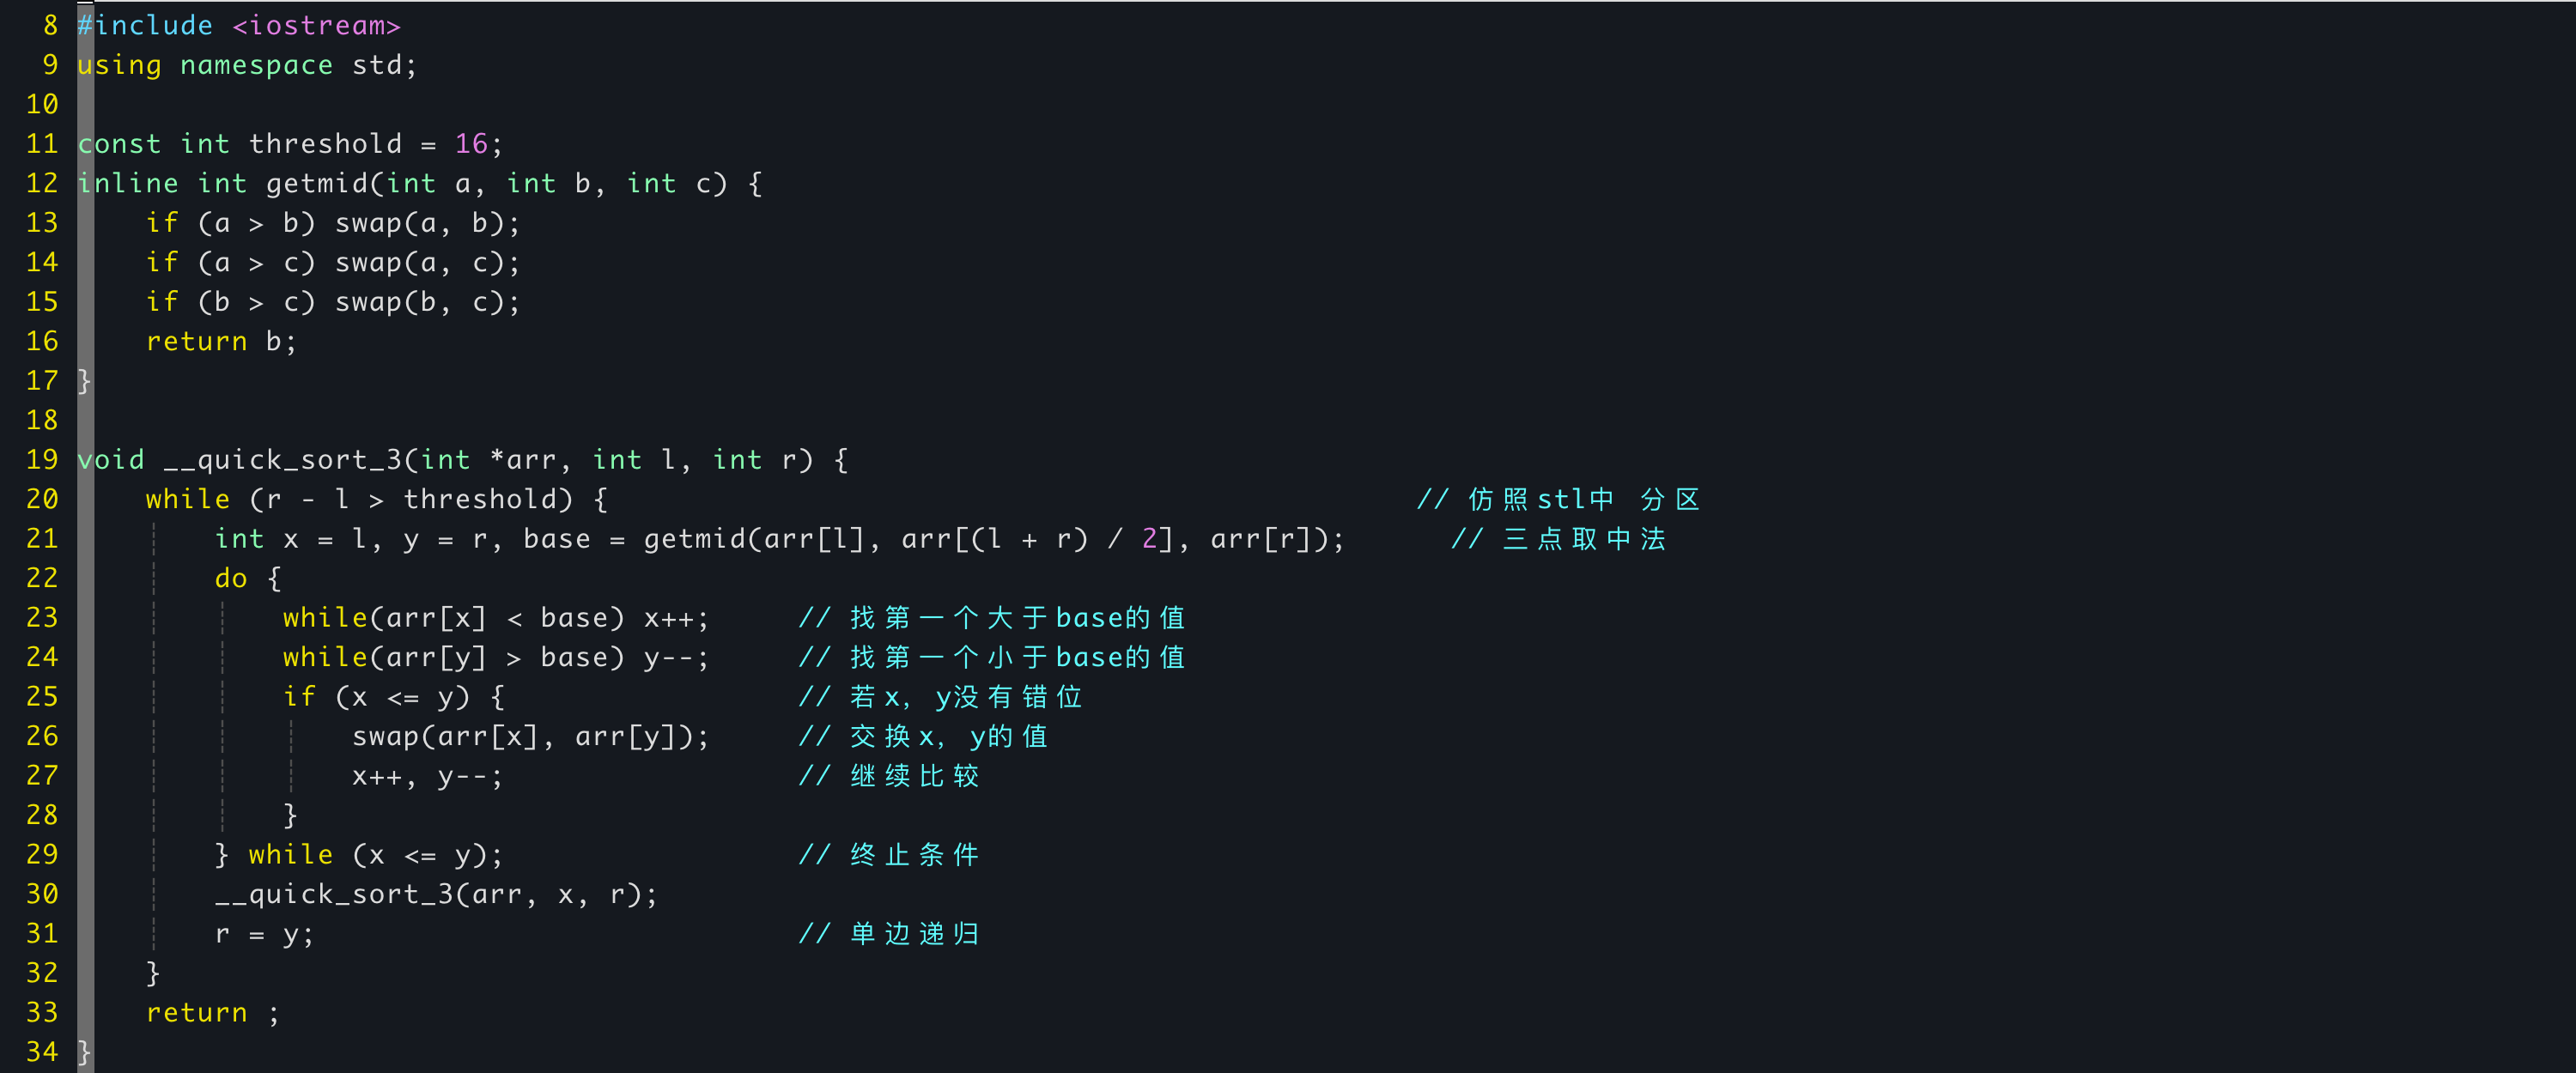 8 #include <iostream>
9 using namespace std;
10
11 const int threshold = 16;
12 inline int getmid(int a, int b, int c) {
13     if (a > b) swap(a, b);
14     if (a > c) swap(a, c);
15     if (b > c) swap(b, c);
16     return b;
17 }
18
19 void __quick_sort_3(int *arr, int l, int r) {
20     while (r - l > threshold) {                                               // 仿照stl中 分区
21         int x = l, y = r, base = getmid(arr[l], arr[(l + r) / 2], arr[r]);      // 三点取中法
22         do {
23             while(arr[x] < base) x++;     // 找第一个大于base的值
24             while(arr[y] > base) y--;     // 找第一个小于base的值
25             if (x <= y) {                 // 若x, y没有错位
26                 swap(arr[x], arr[y]);     // 交换x, y的值
27                 x++, y--;                 // 继续比较
28             }
29         } while (x <= y);                 // 终止条件
30         __quick_sort_3(arr, x, r);
31         r = y;                            // 单边递归
32     }
33     return ;
34 }